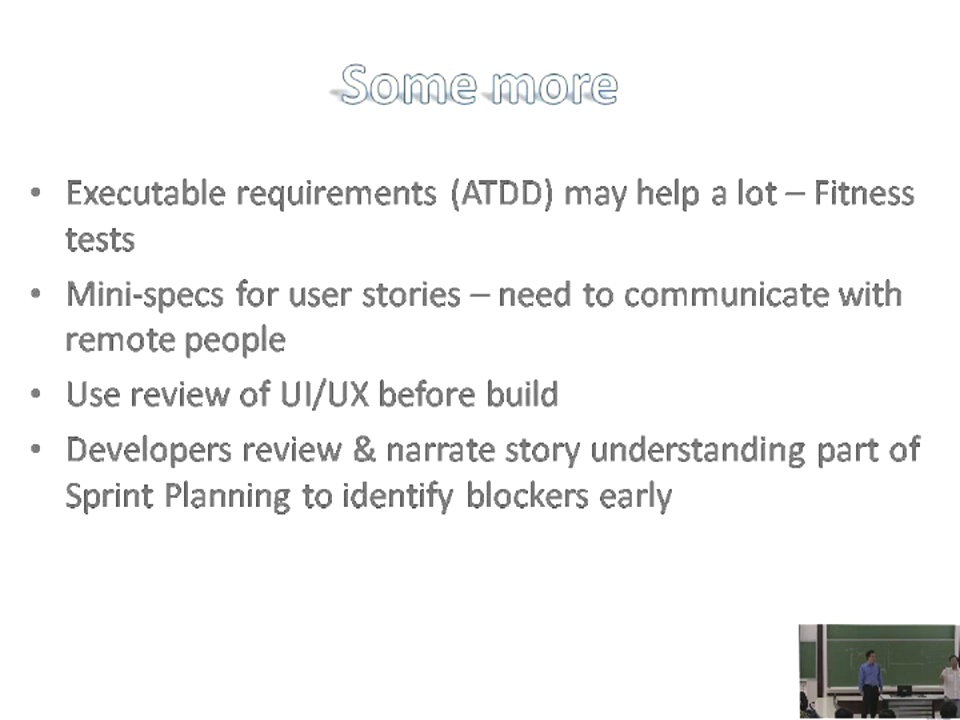 Some more
• Executable requirements (ATDD) may help a lot – Fitness
tests
• Mini-specs for user stories – need to communicate with
remote people
• Use review of UI/UX before build
• Developers review & narrate story understanding part of
Sprint Planning to identify blockers early